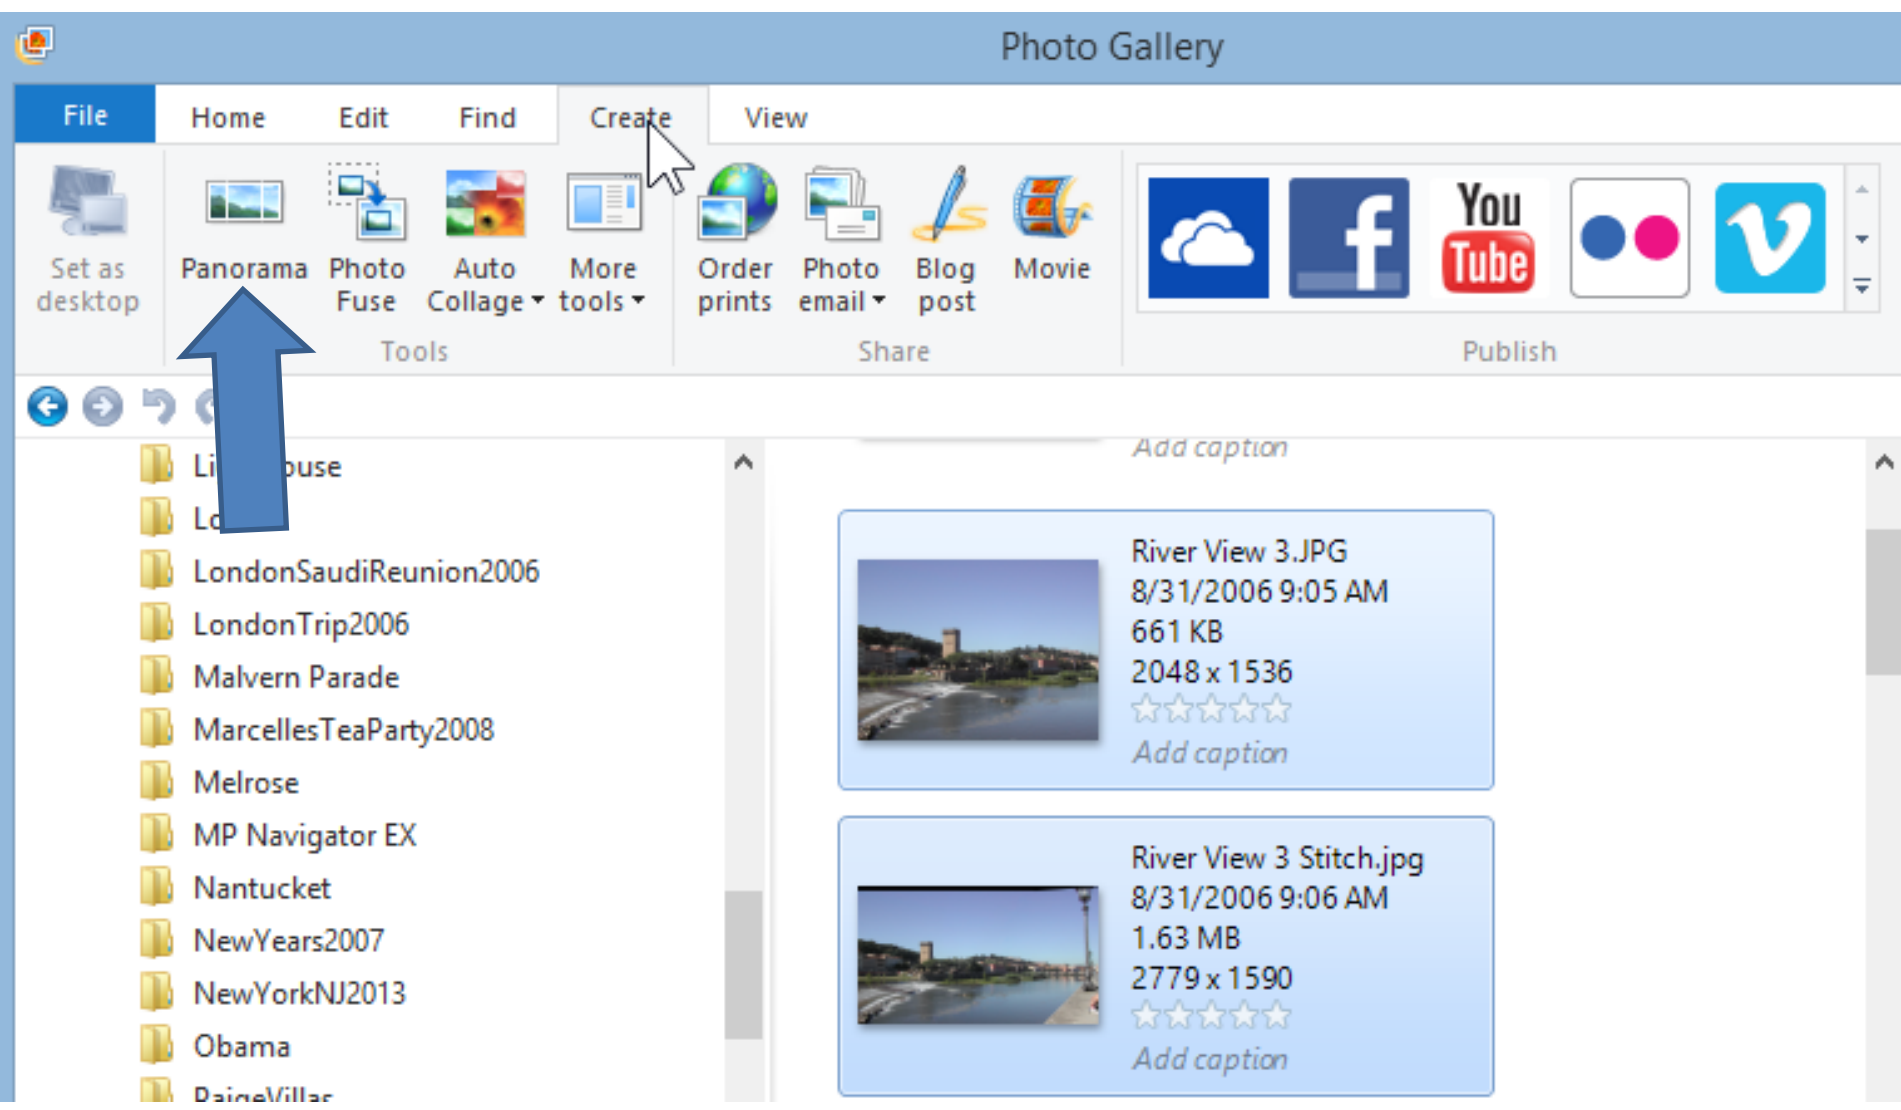 Photo Gallery
File Home Edit Find Create View
Set as desktop
Panorama
Photo Fuse
Auto Collage
More tools
Order prints
Photo email
Blog post
Movie
f
You
Tube
Tools Share Publish
Add caption
LondonSaudiReunion2006
LondonTrip2006
Malvern Parade
MarcellesTeaParty2008
Melrose
MP Navigator EX
Nantucket
NewYears2007
NewYorkNJ2013
Obama
PaigeVillas
River View 3.JPG
8/31/2006 9:05 AM
661 KB
2048 x 1536
Add caption
River View 3 Stitch.jpg
8/31/2006 9:06 AM
1.63 MB
2779 x 1590
Add caption